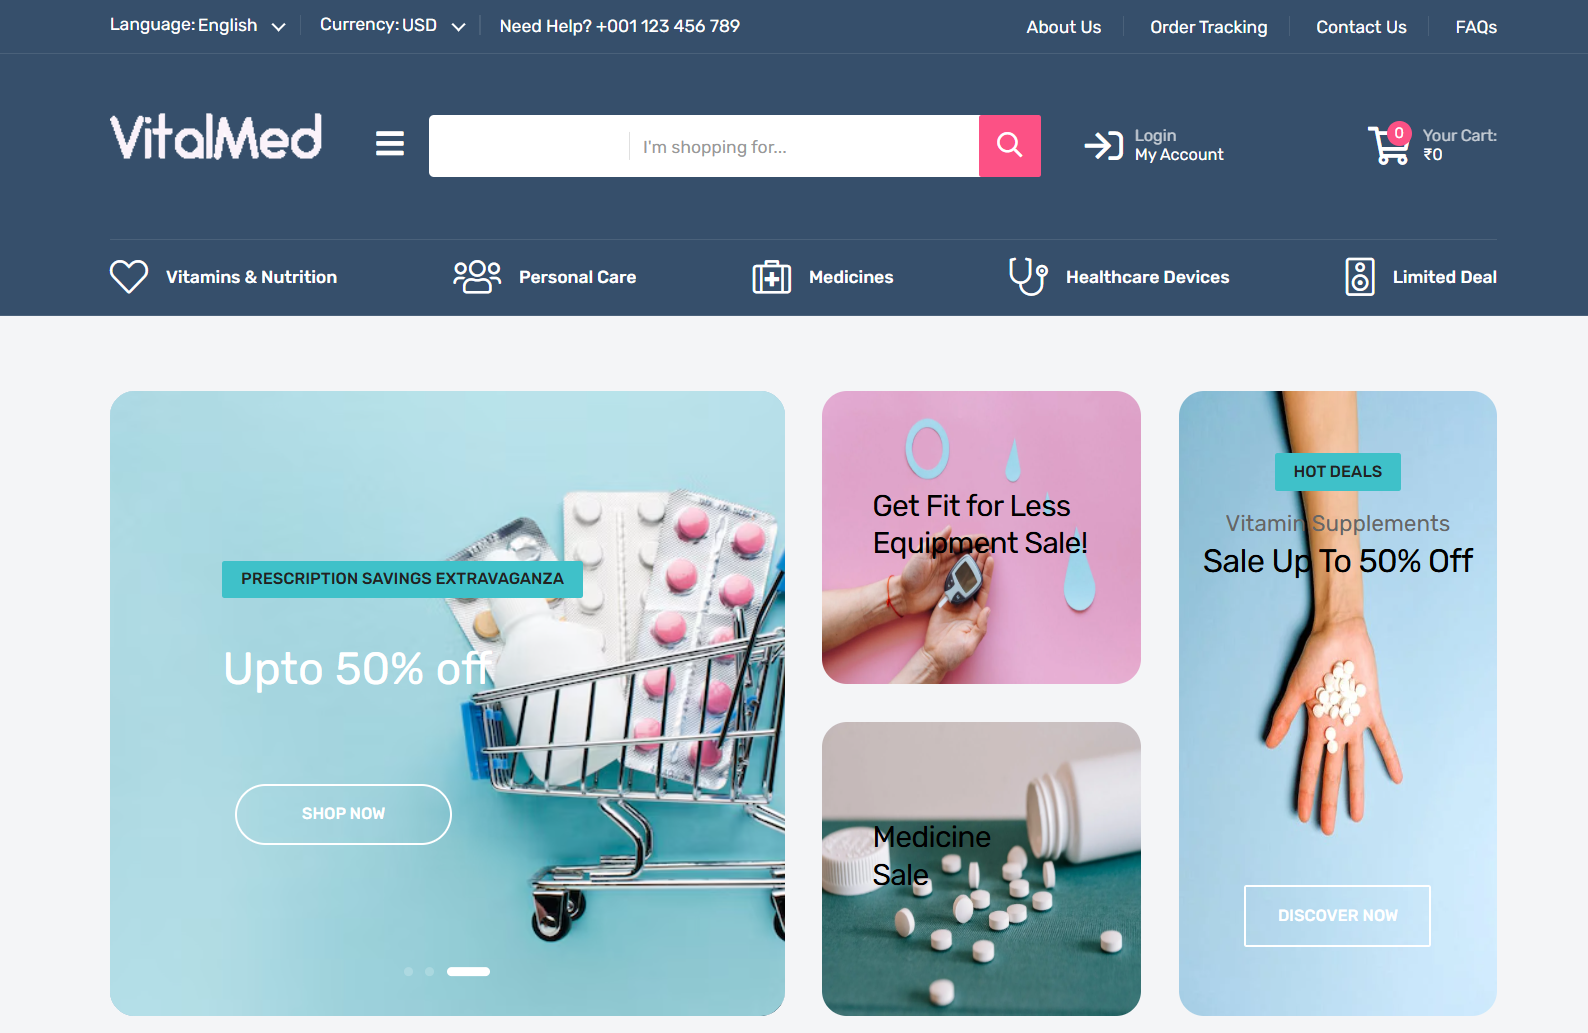 Language: English
Currency: USD
Need Help? +001 123 456 789
About Us
Order Tracking
Contact Us
FAQs
VitalMed
I'm shopping for...
Login
My Account
0
Your Cart:
₹0
Vitamins & Nutrition
Personal Care
Medicines
Healthcare Devices
Limited Deal
PRESCRIPTION SAVINGS EXTRAVAGANZA
Upto 50% off
SHOP NOW
Get Fit for Less
Equipment Sale!
Medicine
Sale
HOT DEALS
Vitamin Supplements
Sale Up To 50% Off
DISCOVER NOW